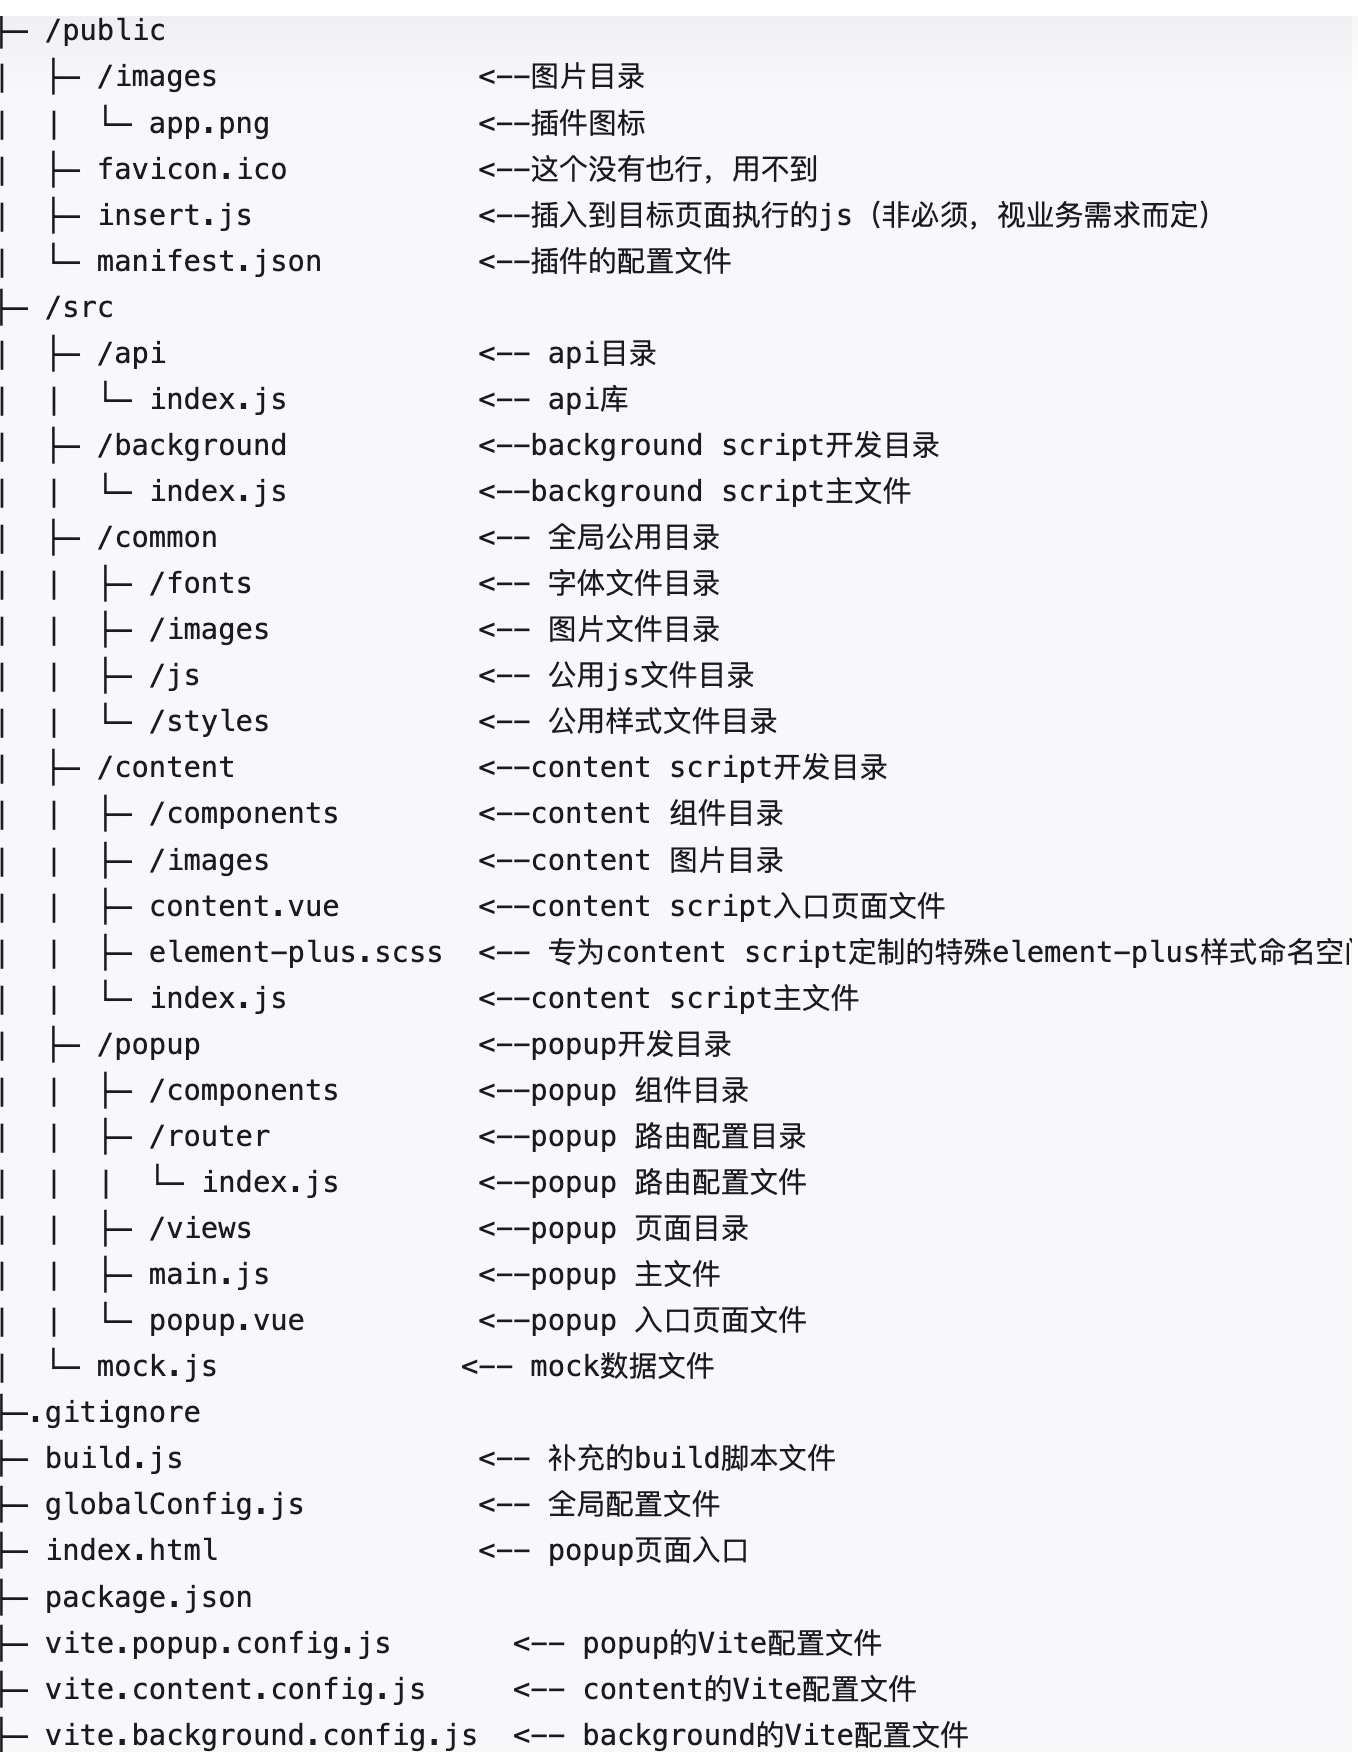 ├─ /public
|  ├─ /images               <--图片目录
|  |  └─ app.png            <--插件图标
|  ├─ favicon.ico           <--这个没有也行，用不到
|  ├─ insert.js             <--插入到目标页面执行的js（非必须，视业务需求而定）
|  └─ manifest.json         <--插件的配置文件
├─ /src
|  ├─ /api                  <-- api目录
|  |  └─ index.js           <-- api库
|  ├─ /background           <--background script开发目录
|  |  └─ index.js           <--background script主文件
|  ├─ /common               <-- 全局公用目录
|  |  ├─ /fonts             <-- 字体文件目录
|  |  ├─ /images            <-- 图片文件目录
|  |  ├─ /js                <-- 公用js文件目录
|  |  └─ /styles            <-- 公用样式文件目录
|  ├─ /content              <--content script开发目录
|  |  ├─ /components        <--content 组件目录
|  |  ├─ /images            <--content 图片目录
|  |  ├─ content.vue        <--content script入口页面文件
|  |  ├─ element-plus.scss  <-- 专为content script定制的特殊element-plus样式命名空
|  |  └─ index.js           <--content script主文件
|  ├─ /popup                <--popup开发目录
|  |  ├─ /components        <--popup 组件目录
|  |  ├─ /router            <--popup 路由配置目录
|  |  |  └─ index.js        <--popup 路由配置文件
|  |  ├─ /views             <--popup 页面目录
|  |  ├─ main.js            <--popup 主文件
|  |  └─ popup.vue          <--popup 入口页面文件
|  └─ mock.js              <-- mock数据文件
├─.gitignore
├─ build.js                 <-- 补充的build脚本文件
├─ globalConfig.js          <-- 全局配置文件
├─ index.html               <-- popup页面入口
├─ package.json
├─ vite.popup.config.js       <-- popup的Vite配置文件
├─ vite.content.config.js     <-- content的Vite配置文件
├─ vite.background.config.js  <-- background的Vite配置文件